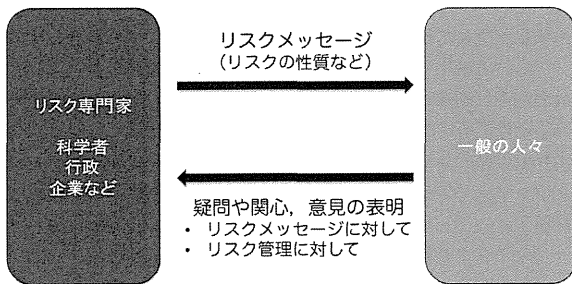 リスクメッセージ
（リスクの性質など）
リスク専門家
科学者
行政
企業など
一般の人々
疑問や関心，意見の表明
・ リスクメッセージに対して
・ リスク管理に対して